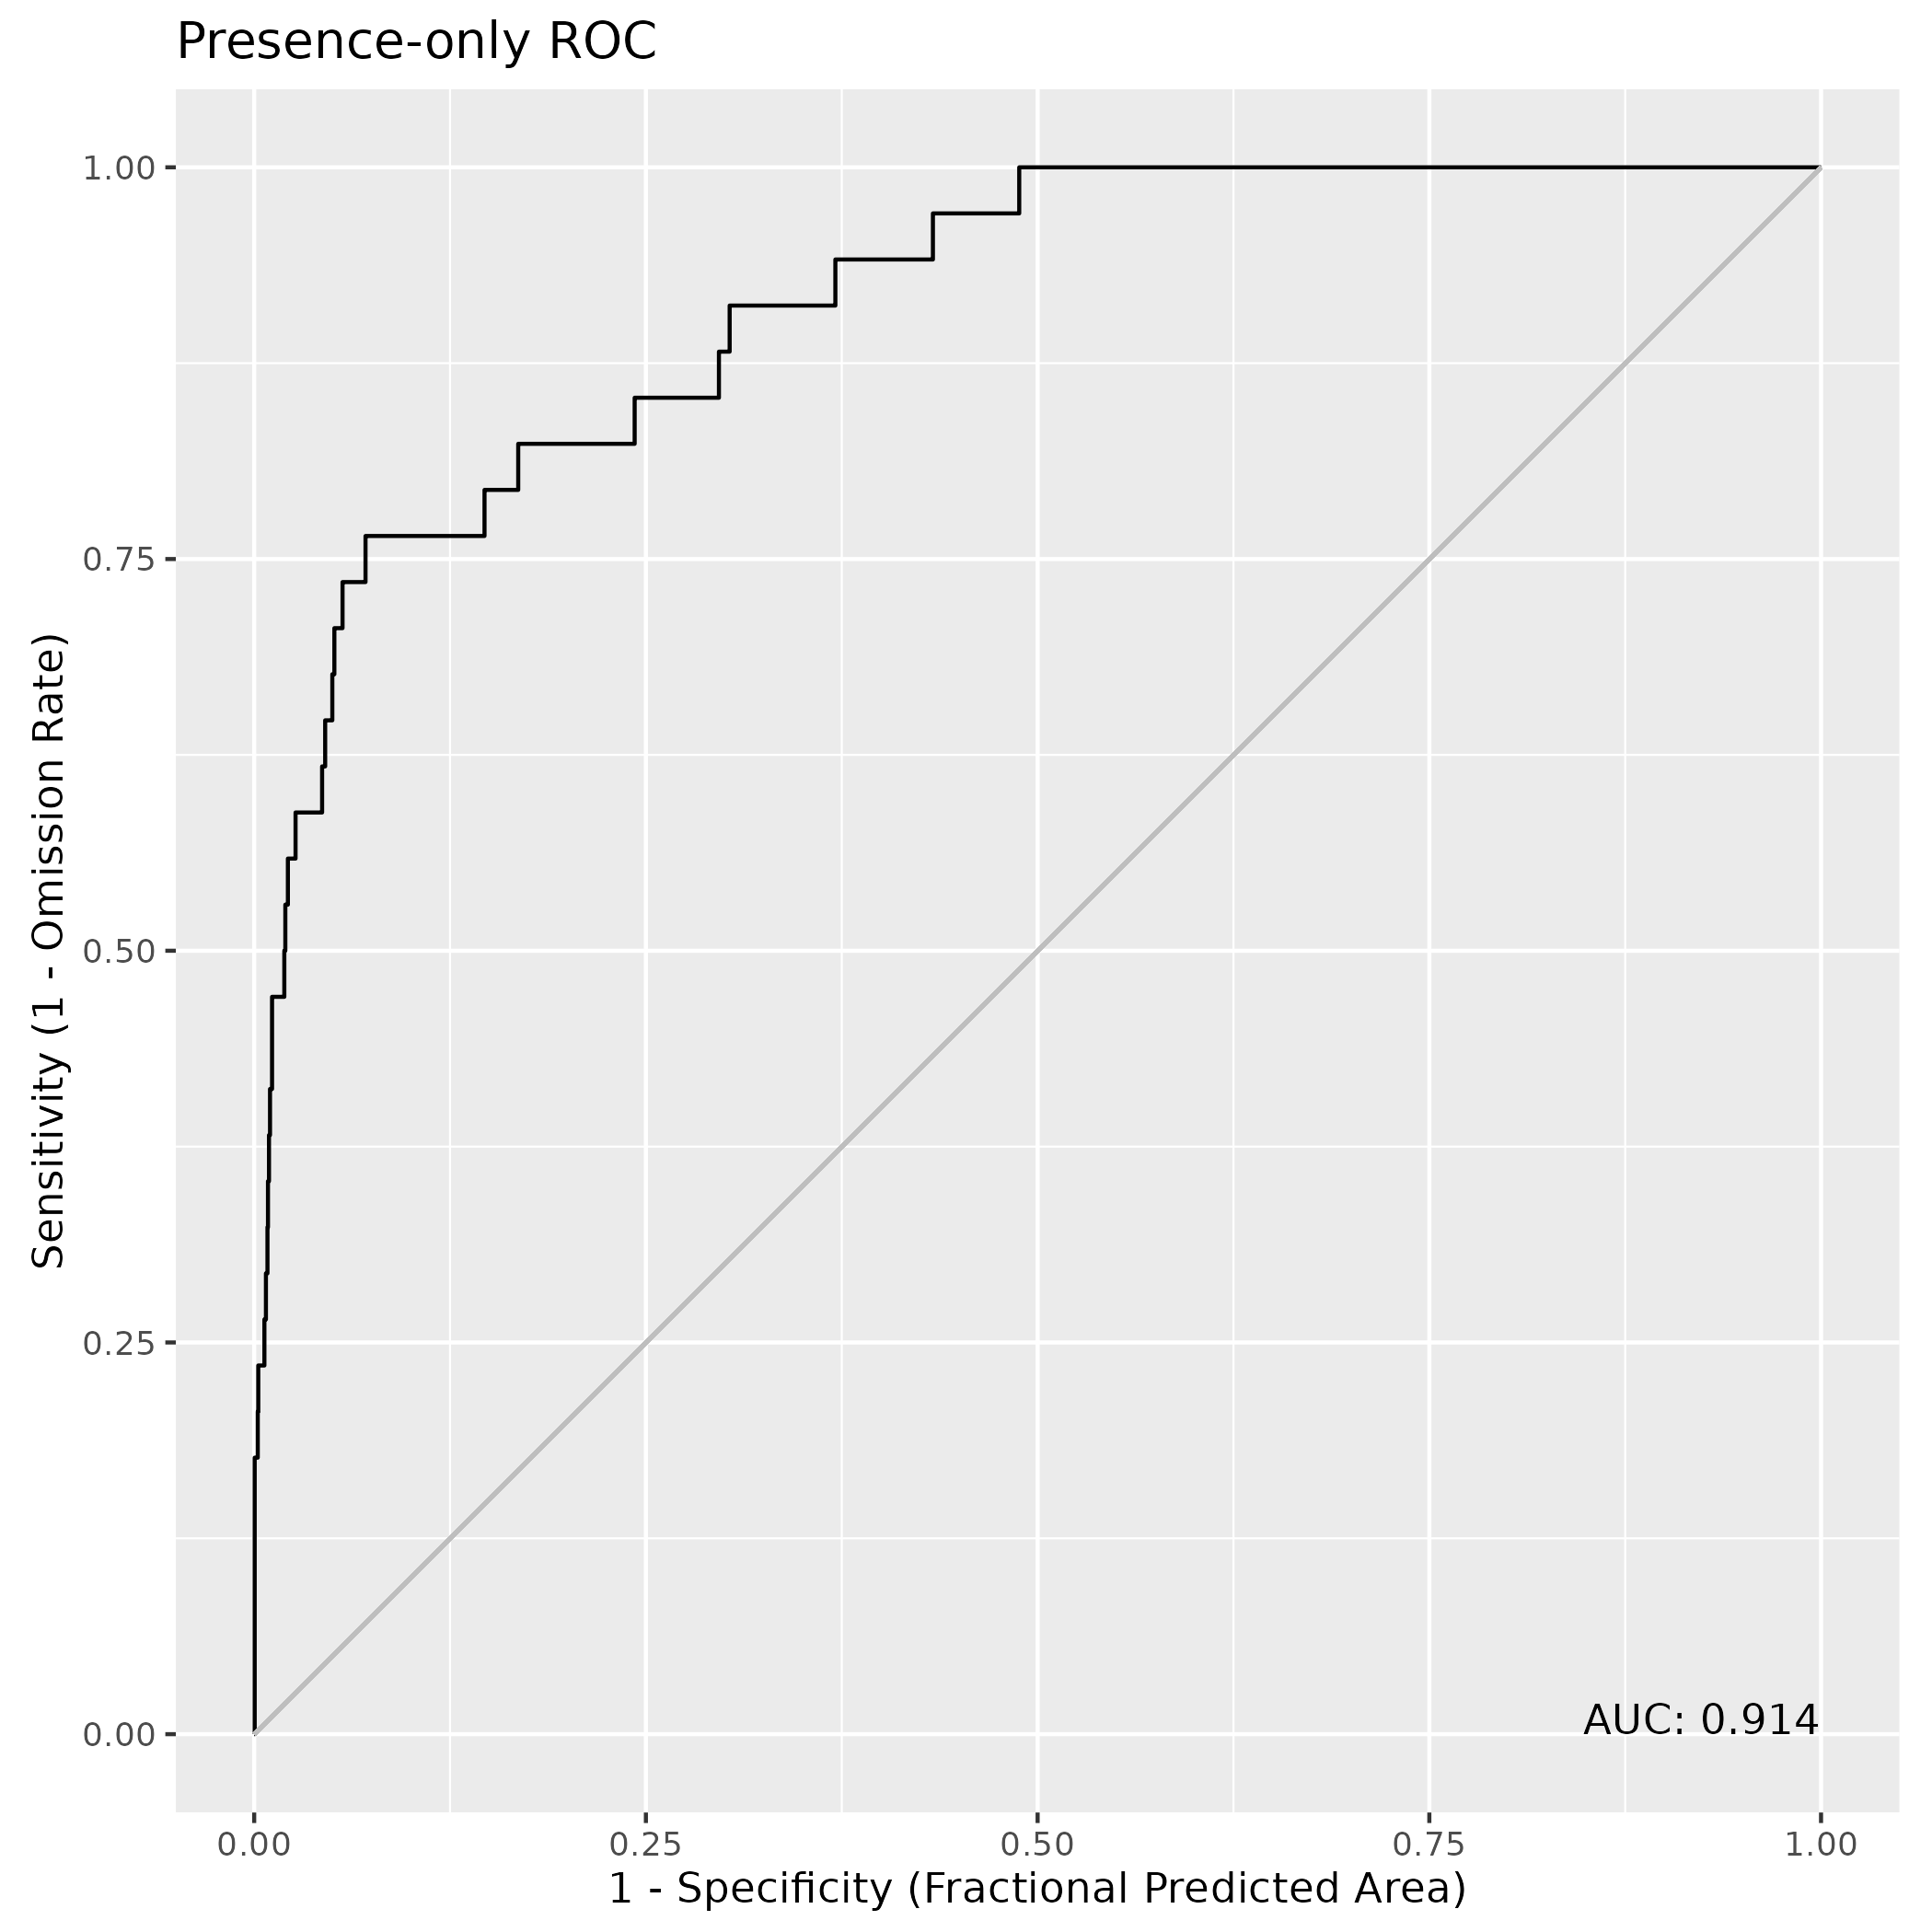 Presence-only ROC
Sensitivity (1 - Omission Rate)
1.00
0.75
0.50
0.25
0.00
AUC: 0.914
0.00 0.25 0.50 0.75 1.00
1 - Specificity (Fractional Predicted Area)